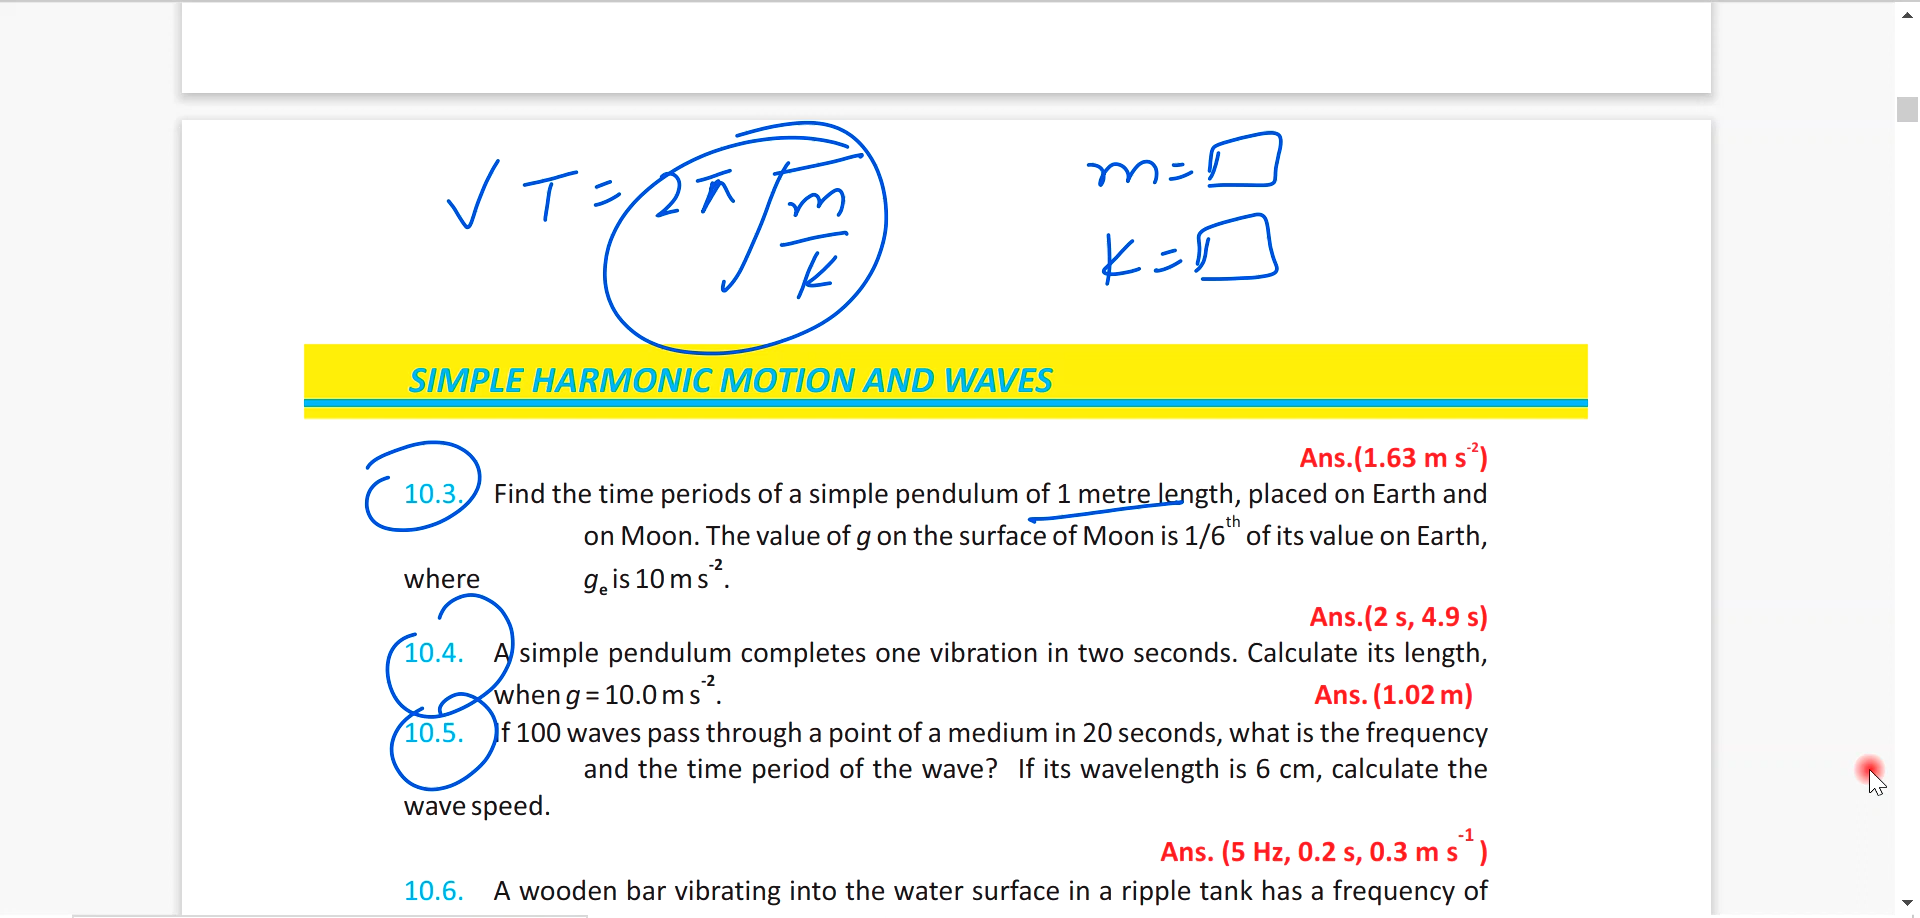 √ T = 2π√m/k
m = 
k = 
SIMPLE HARMONIC MOTION AND WAVES
Ans.(1.63 m s⁻²)
10.3. Find the time periods of a simple pendulum of 1 metre length, placed on Earth and
on Moon. The value of g on the surface of Moon is 1/6th of its value on Earth,
where gₑ is 10 m s⁻².
Ans.(2 s, 4.9 s)
10.4. A simple pendulum completes one vibration in two seconds. Calculate its length,
when g = 10.0 m s⁻². Ans. (1.02 m)
10.5. If 100 waves pass through a point of a medium in 20 seconds, what is the frequency
and the time period of the wave? If its wavelength is 6 cm, calculate the
wave speed.
Ans. (5 Hz, 0.2 s, 0.3 m s⁻¹ )
10.6. A wooden bar vibrating into the water surface in a ripple tank has a frequency of